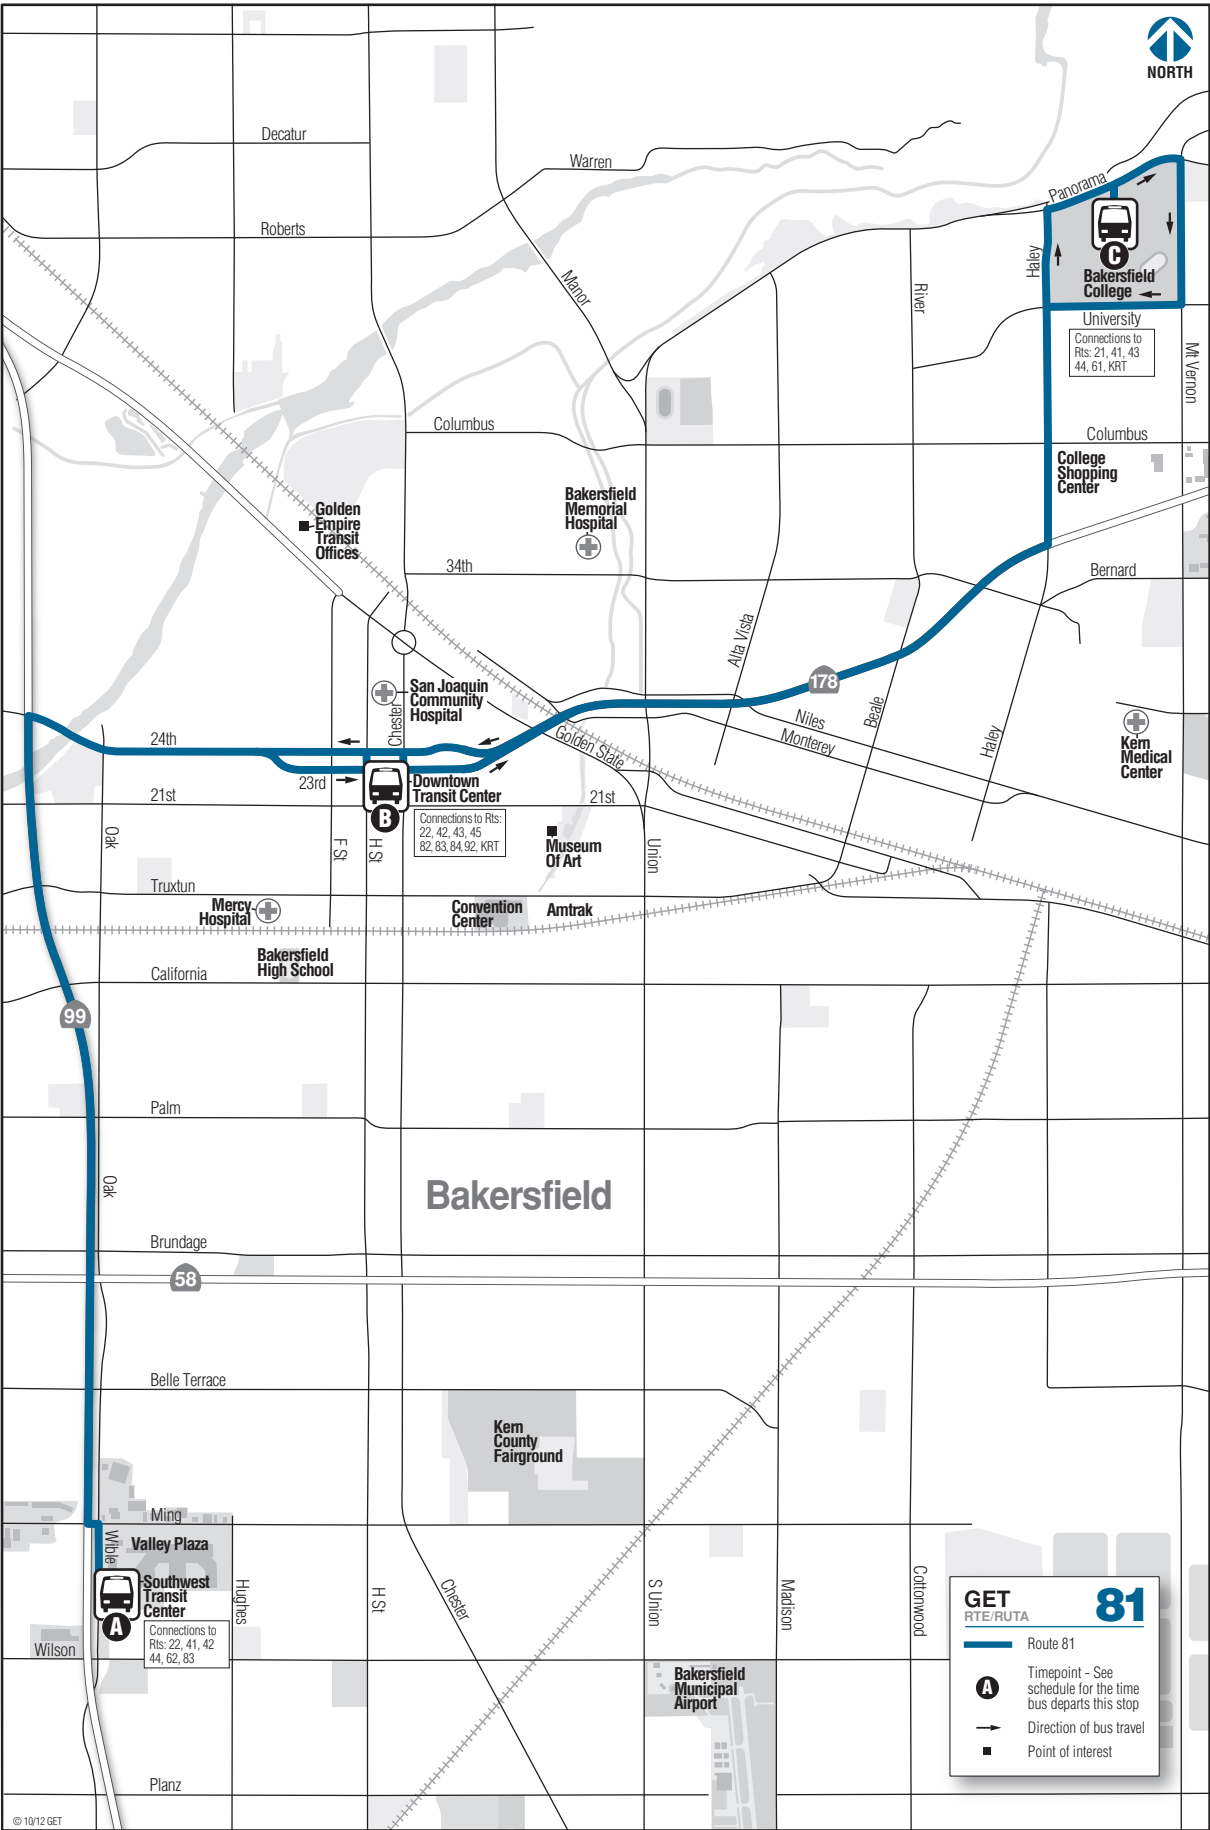 NORTH
Decatur
Warren
Panorama
Roberts
Haley
C
Bakersfield
College
Manor
River
University
Connections to
Rts: 21, 41, 43
44, 61, KRT
Mt Vernon
Columbus
Columbus
College
Shopping
Center
Golden
Empire
Transit
Offices
Bakersfield
Memorial
Hospital
34th
Bernard
Alta Vista
178
San Joaquin
Community
Hospital
Chester
Beale
Niles
Monterey
Haley
Kern
Medical
Center
24th
Golden State
23rd
Downtown
Transit Center
21st
21st
B
Connections to Rts:
22, 42, 43, 45
82, 83, 84, 92, KRT
Oak
F St
H St
Museum
Of Art
Union
Truxtun
Mercy
Hospital
Convention
Center
Amtrak
Bakersfield
High School
California
99
Palm
Oak
Bakersfield
Brundage
58
Belle Terrace
Kern
County
Fairground
Ming
Wible
Valley Plaza
Southwest
Transit
Center
A
Connections to
Rts: 22, 41, 42
44, 62, 83
Hughes
H St
Chester
S Union
Madison
Cottonwood
Wilson
Bakersfield
Municipal
Airport
GET
RTE/RUTA
81
Route 81
A
Timepoint - See
schedule for the time
bus departs this stop
Direction of bus travel
Point of interest
Planz
© 10/12 GET